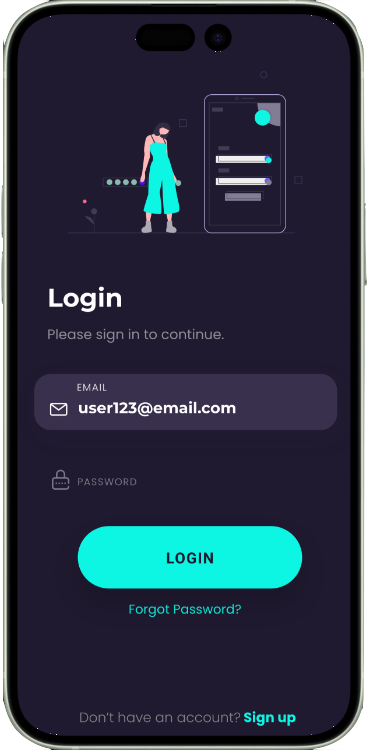 Login
Please sign in to continue.
EMAIL
user123@email.com
PASSWORD
LOGIN
Forgot Password?
Don't have an account? Sign up